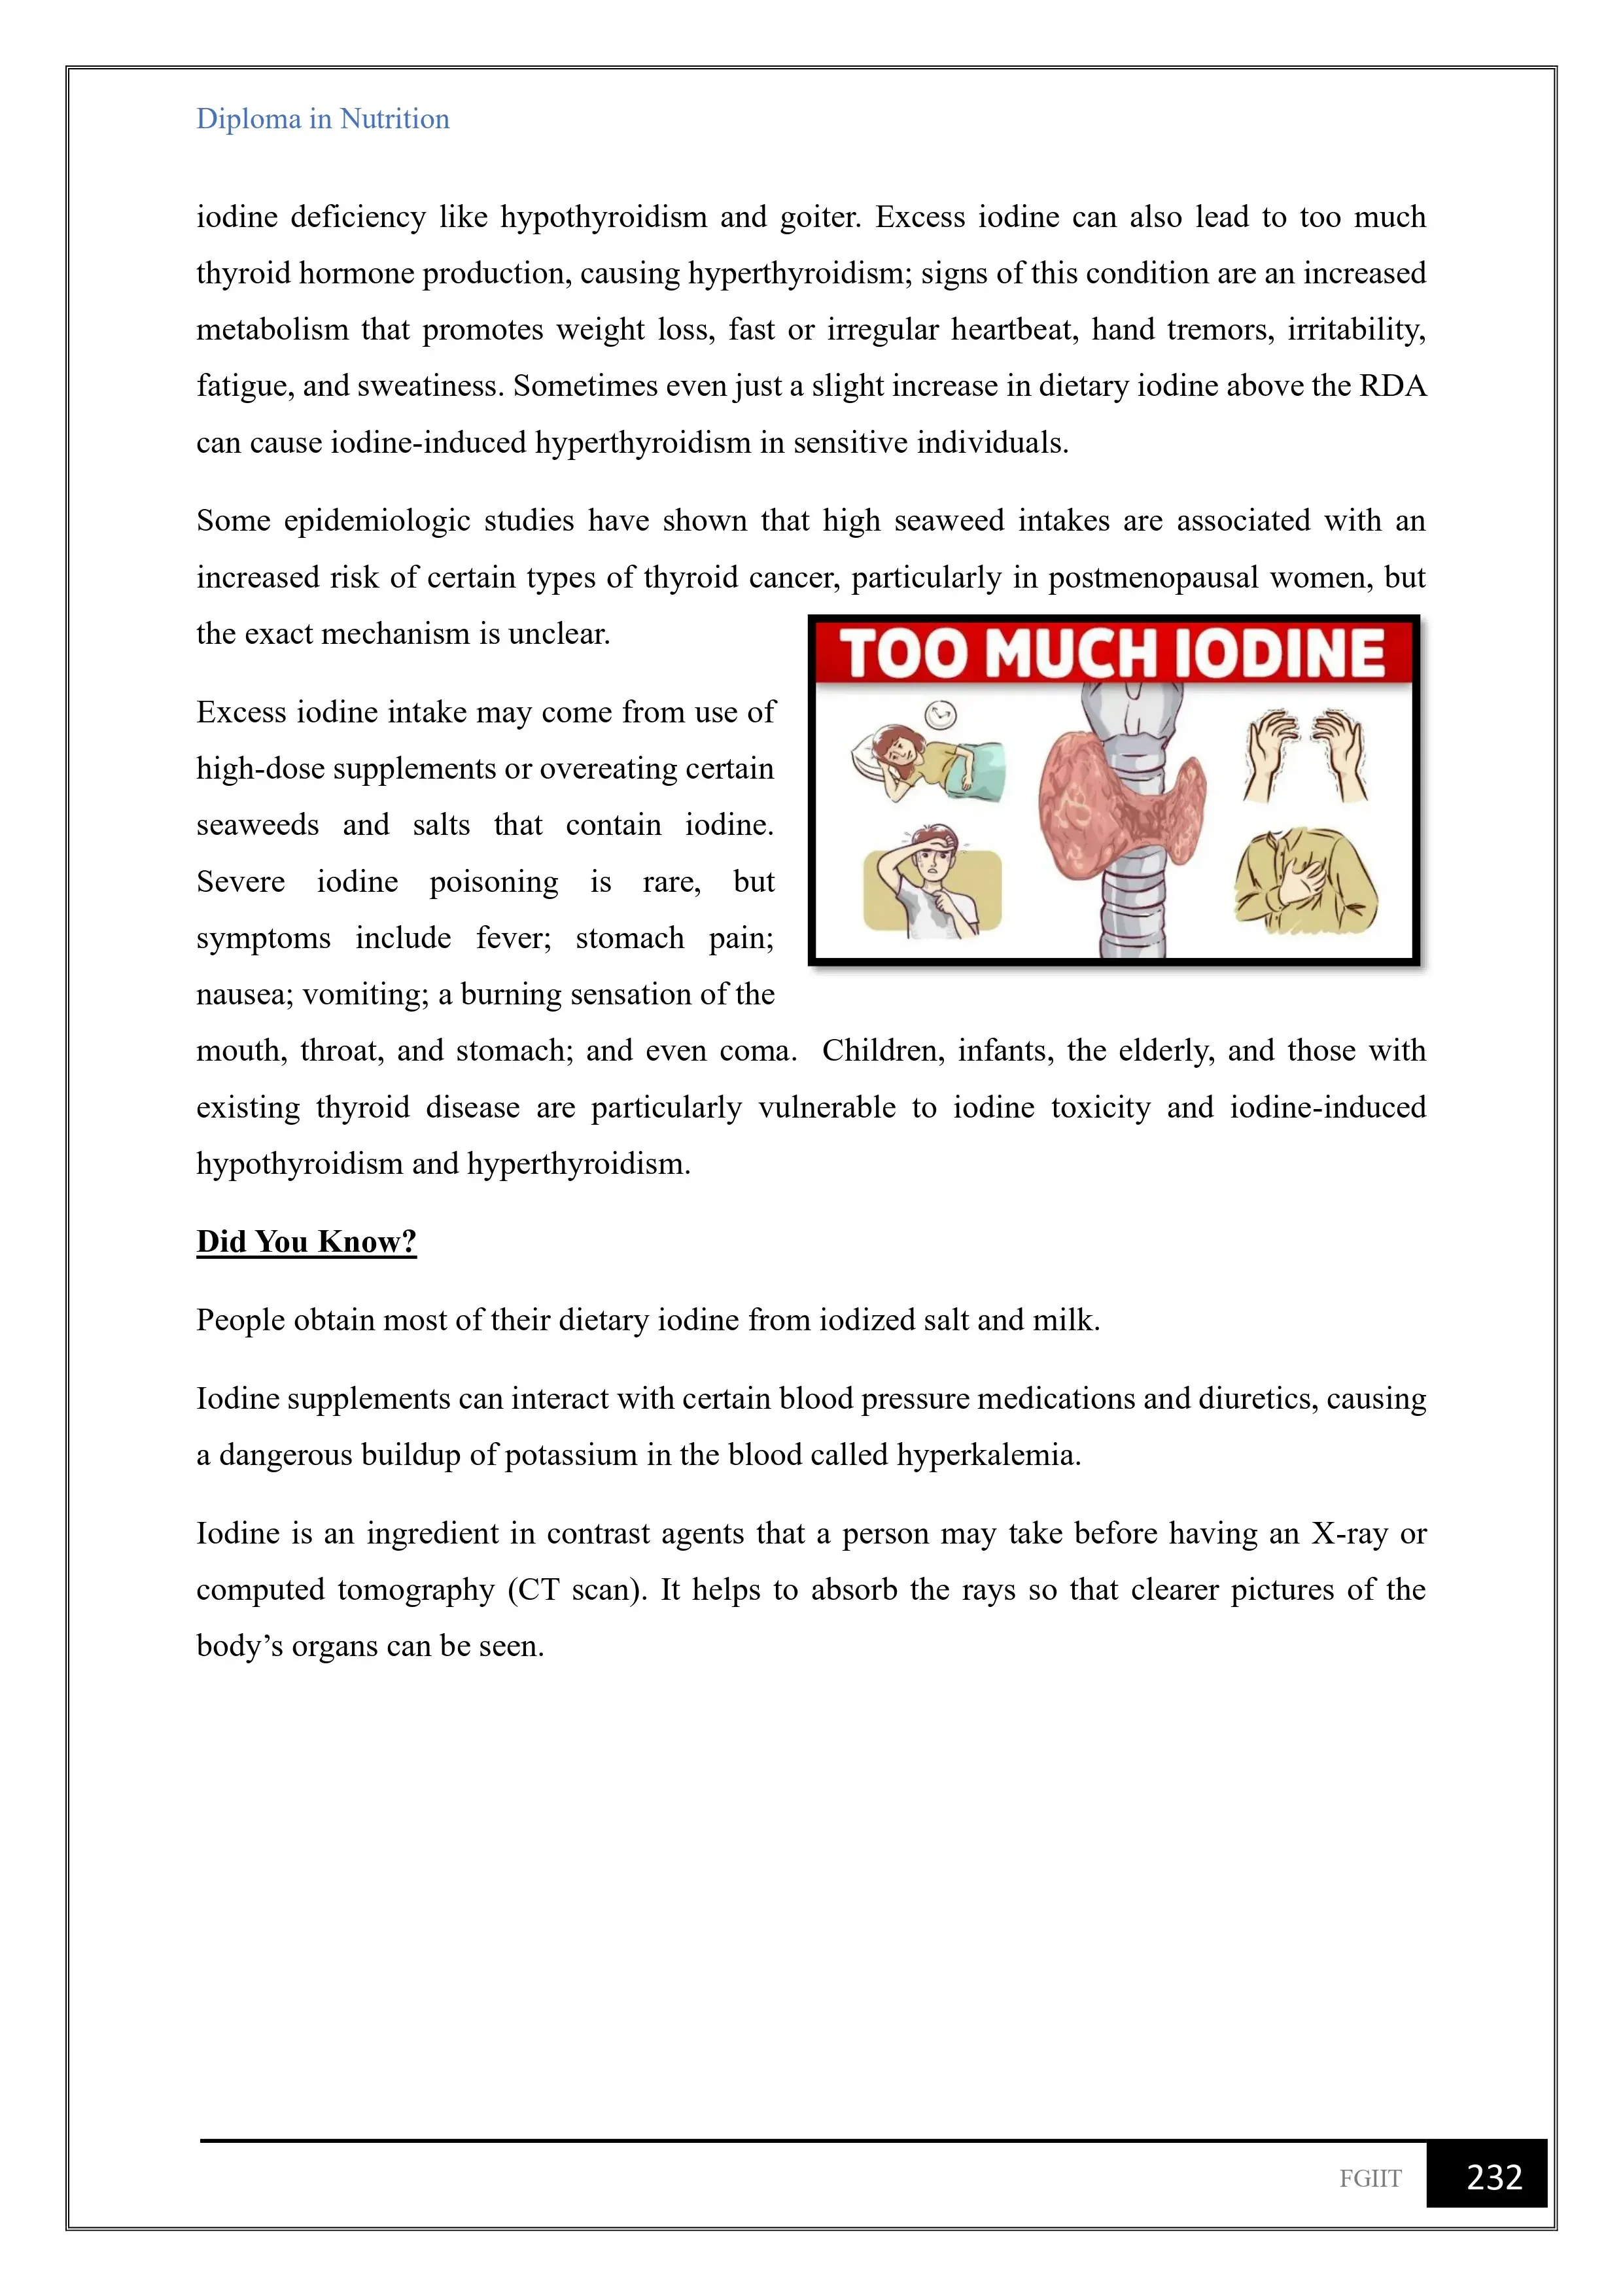 Diploma in Nutrition
iodine deficiency like hypothyroidism and goiter. Excess iodine can also lead to too much
thyroid hormone production, causing hyperthyroidism; signs of this condition are an increased
metabolism that promotes weight loss, fast or irregular heartbeat, hand tremors, irritability,
fatigue, and sweatiness. Sometimes even just a slight increase in dietary iodine above the RDA
can cause iodine-induced hyperthyroidism in sensitive individuals.
Some epidemiologic studies have shown that high seaweed intakes are associated with an
increased risk of certain types of thyroid cancer, particularly in postmenopausal women, but
the exact mechanism is unclear.
TOO MUCH IODINE
Excess iodine intake may come from use of
high-dose supplements or overeating certain
seaweeds and salts that contain iodine.
Severe iodine poisoning is rare, but
symptoms include fever; stomach pain;
nausea; vomiting; a burning sensation of the
mouth, throat, and stomach; and even coma.  Children, infants, the elderly, and those with
existing thyroid disease are particularly vulnerable to iodine toxicity and iodine-induced
hypothyroidism and hyperthyroidism.
Did You Know?
People obtain most of their dietary iodine from iodized salt and milk.
Iodine supplements can interact with certain blood pressure medications and diuretics, causing
a dangerous buildup of potassium in the blood called hyperkalemia.
Iodine is an ingredient in contrast agents that a person may take before having an X-ray or
computed tomography (CT scan). It helps to absorb the rays so that clearer pictures of the
body’s organs can be seen.
FGIIT 232